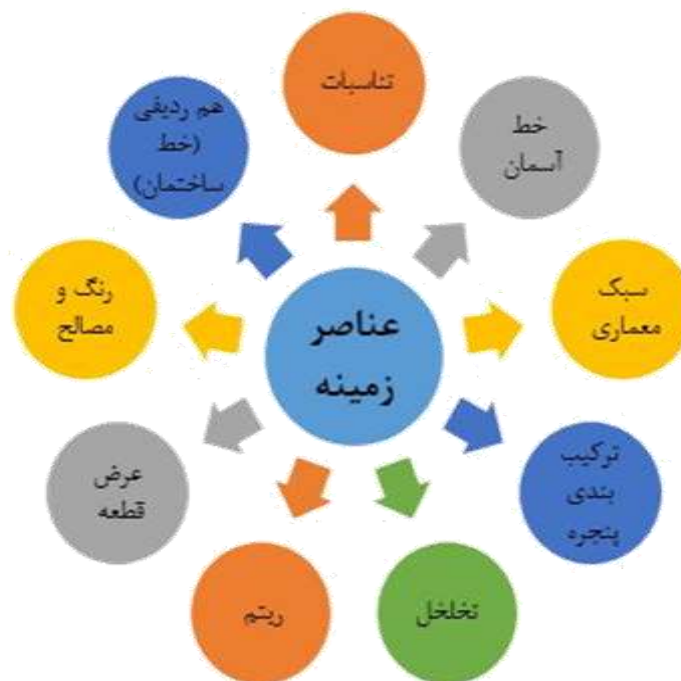 عناصر
زمینه
تناسبات
خط
آسمان
سبک
معماری
ترکیب
بندی
پنجره
تخلخل
ریتم
عرض
قطعه
رنگ و
مصالح
هم ردیفی
(خط
ساختمان)